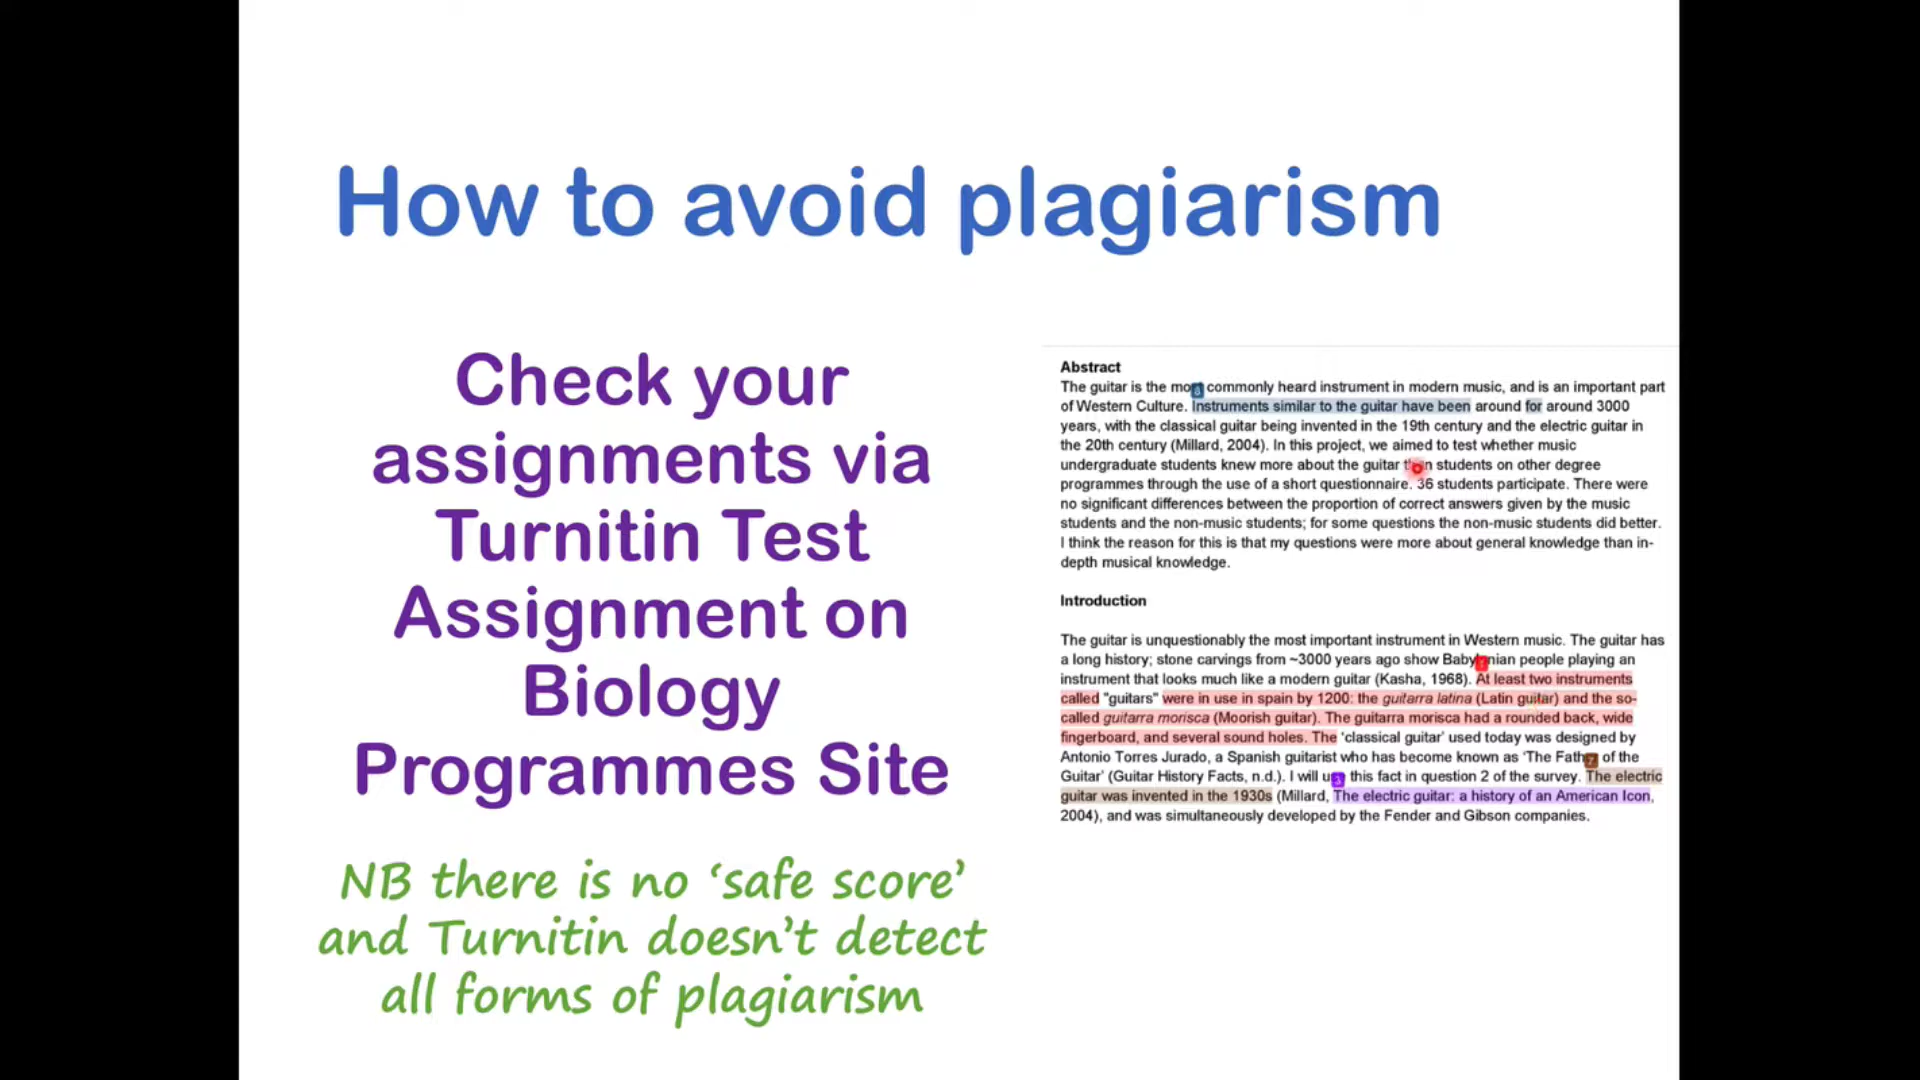 How to avoid plagiarism
Check your
assignments via
Turnitin Test
Assignment on
Biology
Programmes Site
NB there is no ‘safe score’
and Turnitin doesn’t detect
all forms of plagiarism
Abstract
The guitar is the most commonly heard instrument in modern music, and is an important part
of Western Culture. Instruments similar to the guitar have been around for around 3000
years, with the classical guitar being invented in the 19th century and the electric guitar in
the 20th century (Millard, 2004). In this project, we aimed to test whether music
undergraduate students knew more about the guitar than students on other degree
programmes through the use of a short questionnaire. 36 students participate. There were
no significant differences between the proportion of correct answers given by the music
students and the non-music students; for some questions the non-music students did better.
I think the reason for this is that my questions were more about general knowledge than in-
depth musical knowledge.
Introduction
The guitar is unquestionably the most important instrument in Western music. The guitar has
a long history; stone carvings from ~3000 years ago show Babylonian people playing an
instrument that looks much like a modern guitar (Kasha, 1968). At least two instruments
called "guitars" were in use in spain by 1200: the guitarra latina (Latin guitar) and the so-
called guitarra morisca (Moorish guitar). The guitarra morisca had a rounded back, wide
fingerboard, and several sound holes. The ‘classical guitar’ used today was designed by
Antonio Torres Jurado, a Spanish guitarist who has become known as ‘The Father of the
Guitar’ (Guitar History Facts, n.d.). I will use this fact in question 2 of the survey. The electric
guitar was invented in the 1930s (Millard, The electric guitar: a history of an American Icon,
2004), and was simultaneously developed by the Fender and Gibson companies.